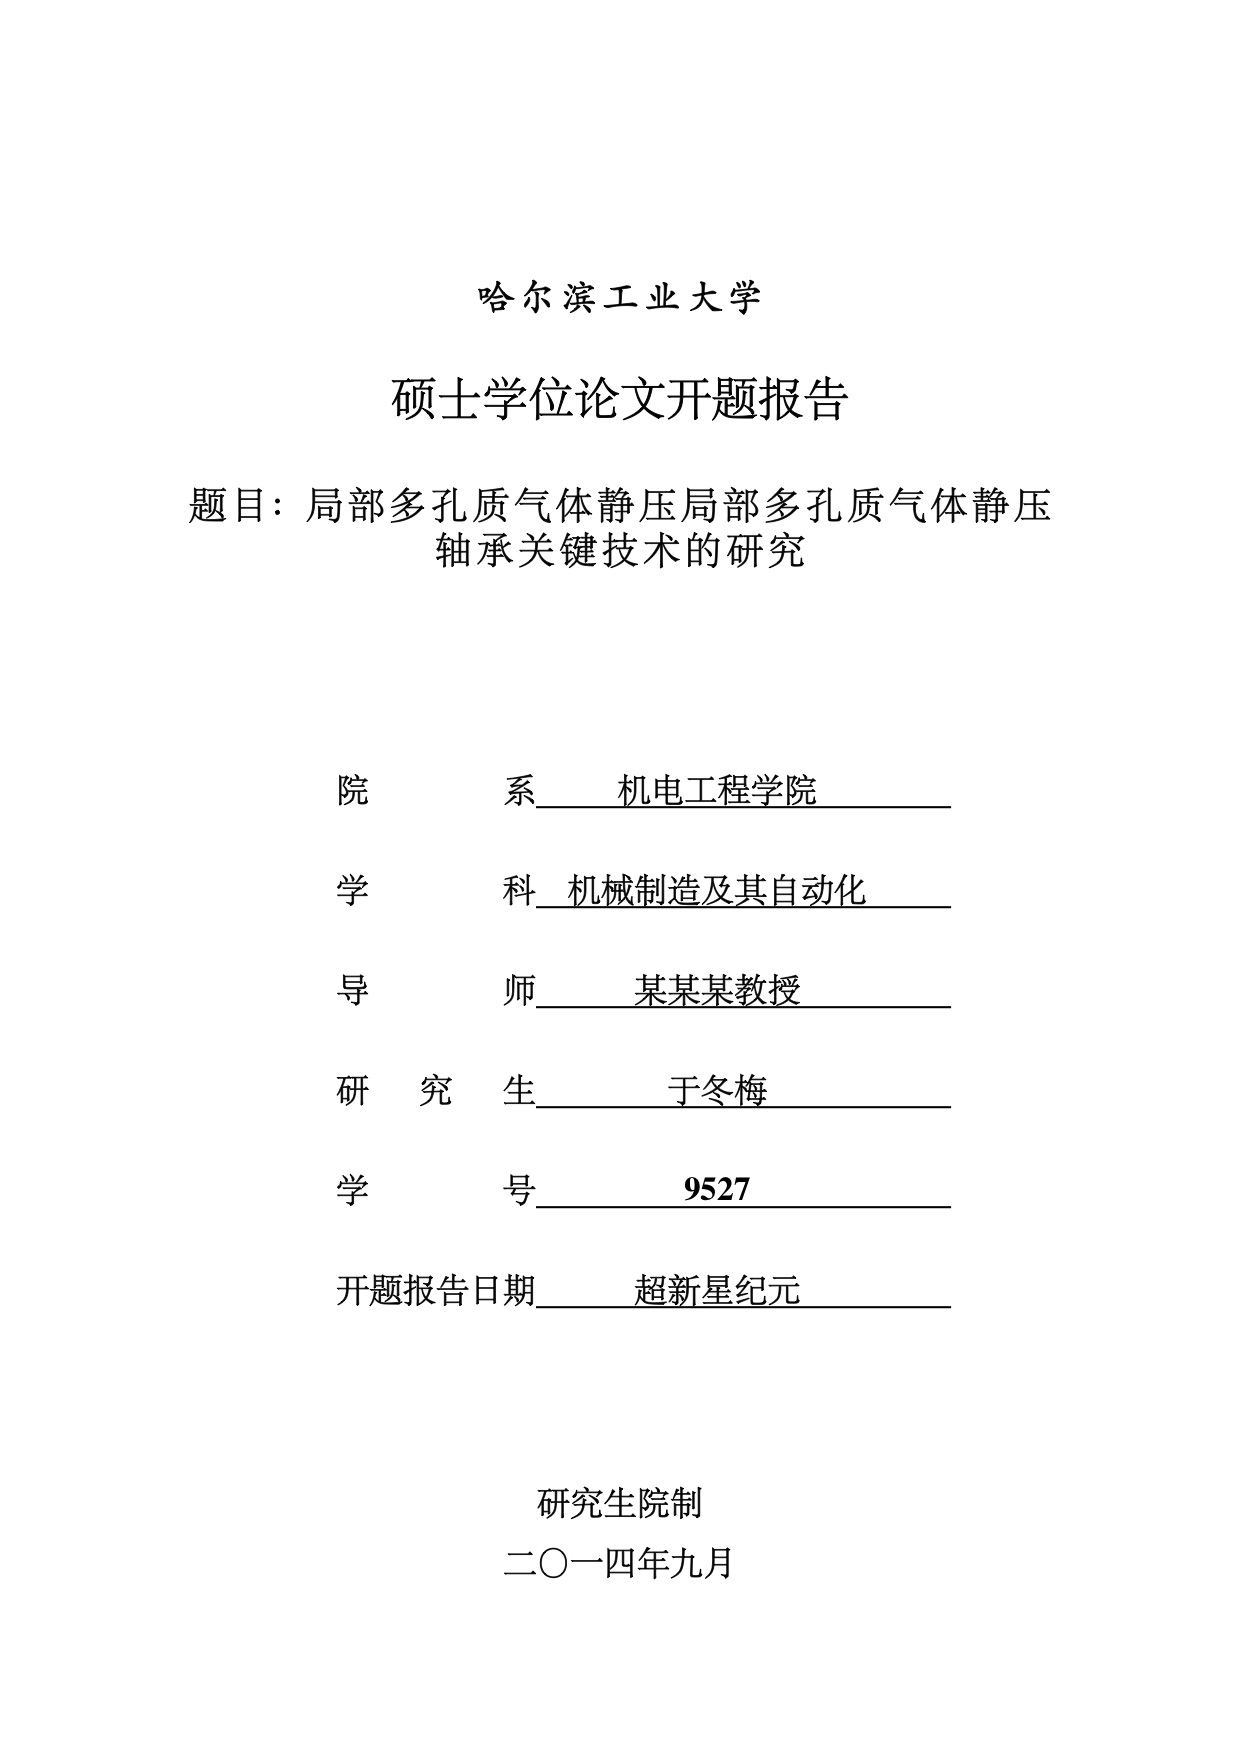 哈尔滨工业大学
硕士学位论文开题报告
题目：局部多孔质气体静压局部多孔质气体静压
轴承关键技术的研究
院 系 机电工程学院
学 科 机械制造及其自动化
导 师 某某某教授
研 究 生 于冬梅
学 号 9527
开题报告日期 超新星纪元
研究生院制
二〇一四年九月